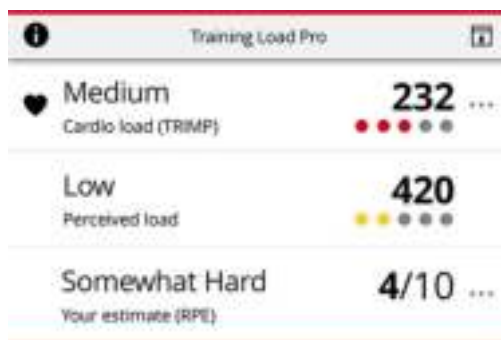 Training Load Pro
Medium
232 ...
Cardio load (TRIMP)
Low
420
Perceived load
Somewhat Hard
4/10 ...
Your estimate (RPE)